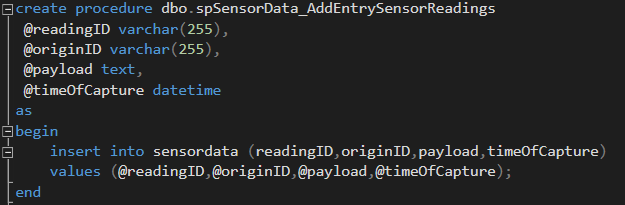 create procedure dbo.spSensorData_AddEntrySensorReadings
@readingID varchar(255),
@originID varchar(255),
@payload text,
@timeOfCapture datetime
as
begin
insert into sensordata (readingID,originID,payload,timeOfCapture)
values (@readingID,@originID,@payload,@timeOfCapture);
end